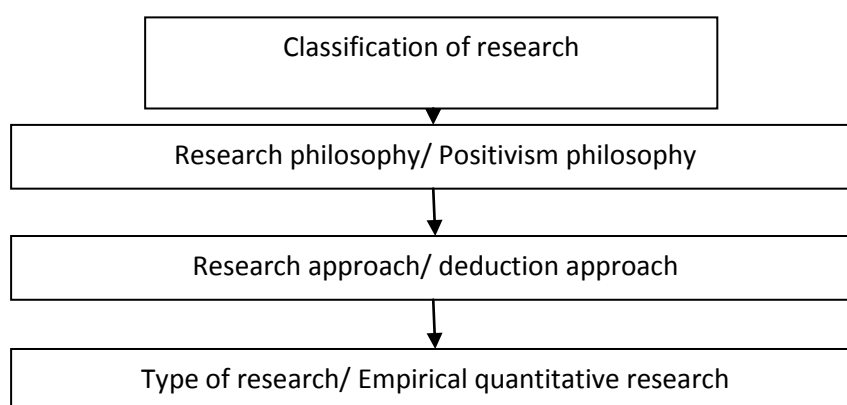 Classification of research
Research philosophy/ Positivism philosophy
Research approach/ deduction approach
Type of research/ Empirical quantitative research